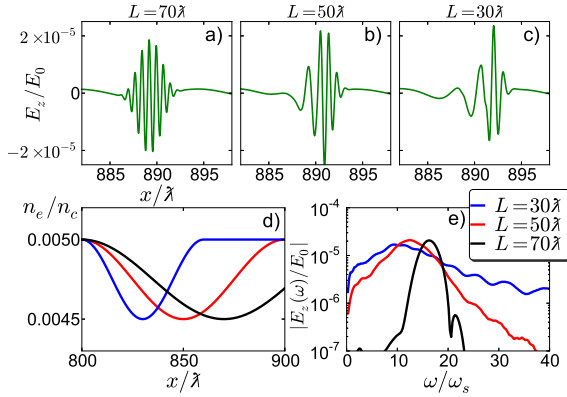 L=70ƛ
L=50ƛ
L=30ƛ
a)
b)
c)
2×10⁻⁵
0
−2×10⁻⁵
E_z/E_0
885 890 895
885 890 895
885 890 895
x/ƛ
n_e/n_c
d)
0.0050
0.0045
800 850 900
x/ƛ
e)
L=30ƛ
L=50ƛ
L=70ƛ
10⁻⁴
10⁻⁵
10⁻⁶
10⁻⁷
|E_z(ω)/E_0|
0 10 20 30 40
ω/ω_s